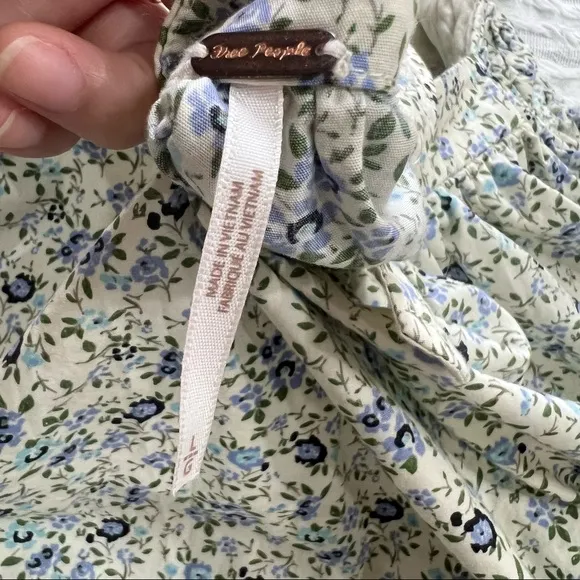 Free People
MADE IN VIETNAM
FABRIQUÉ AU VIETNAM
L/G